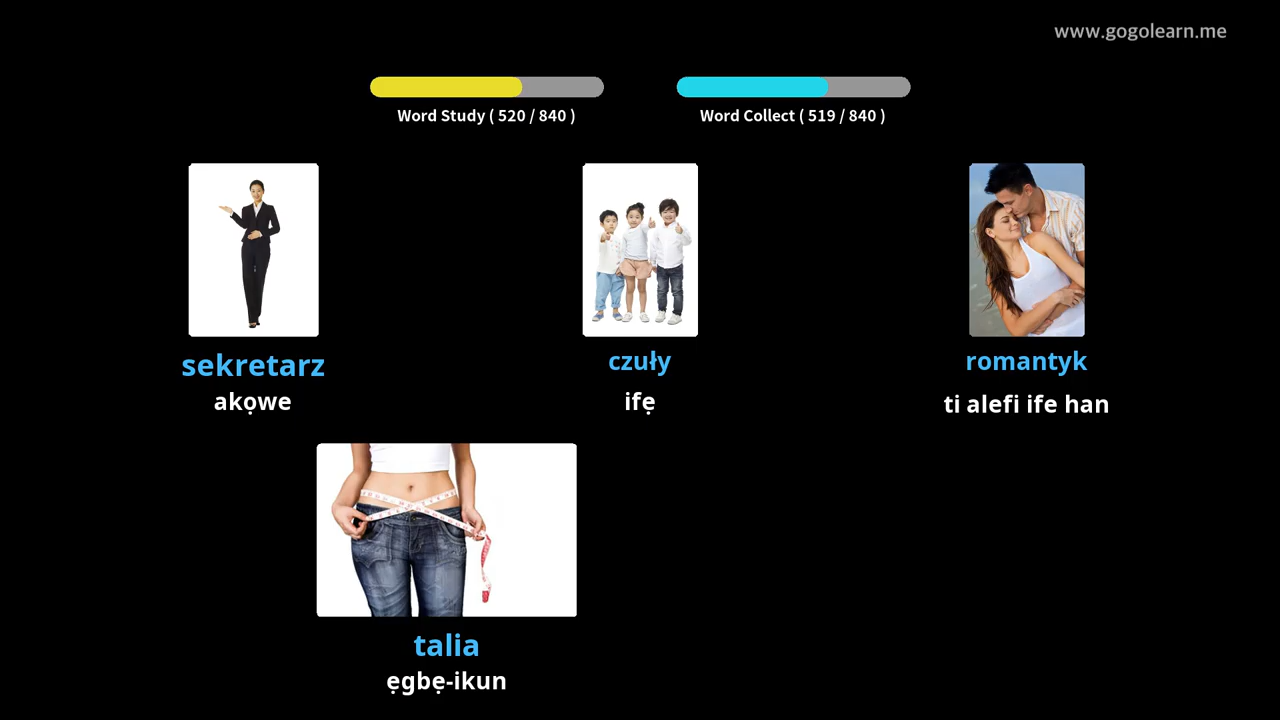 www.gogolearn.me
Word Study ( 520 / 840 )
Word Collect ( 519 / 840 )
sekretarz
akọwe
czuły
ifẹ
romantyk
ti alefi ife han
talia
ẹgbẹ-ikun